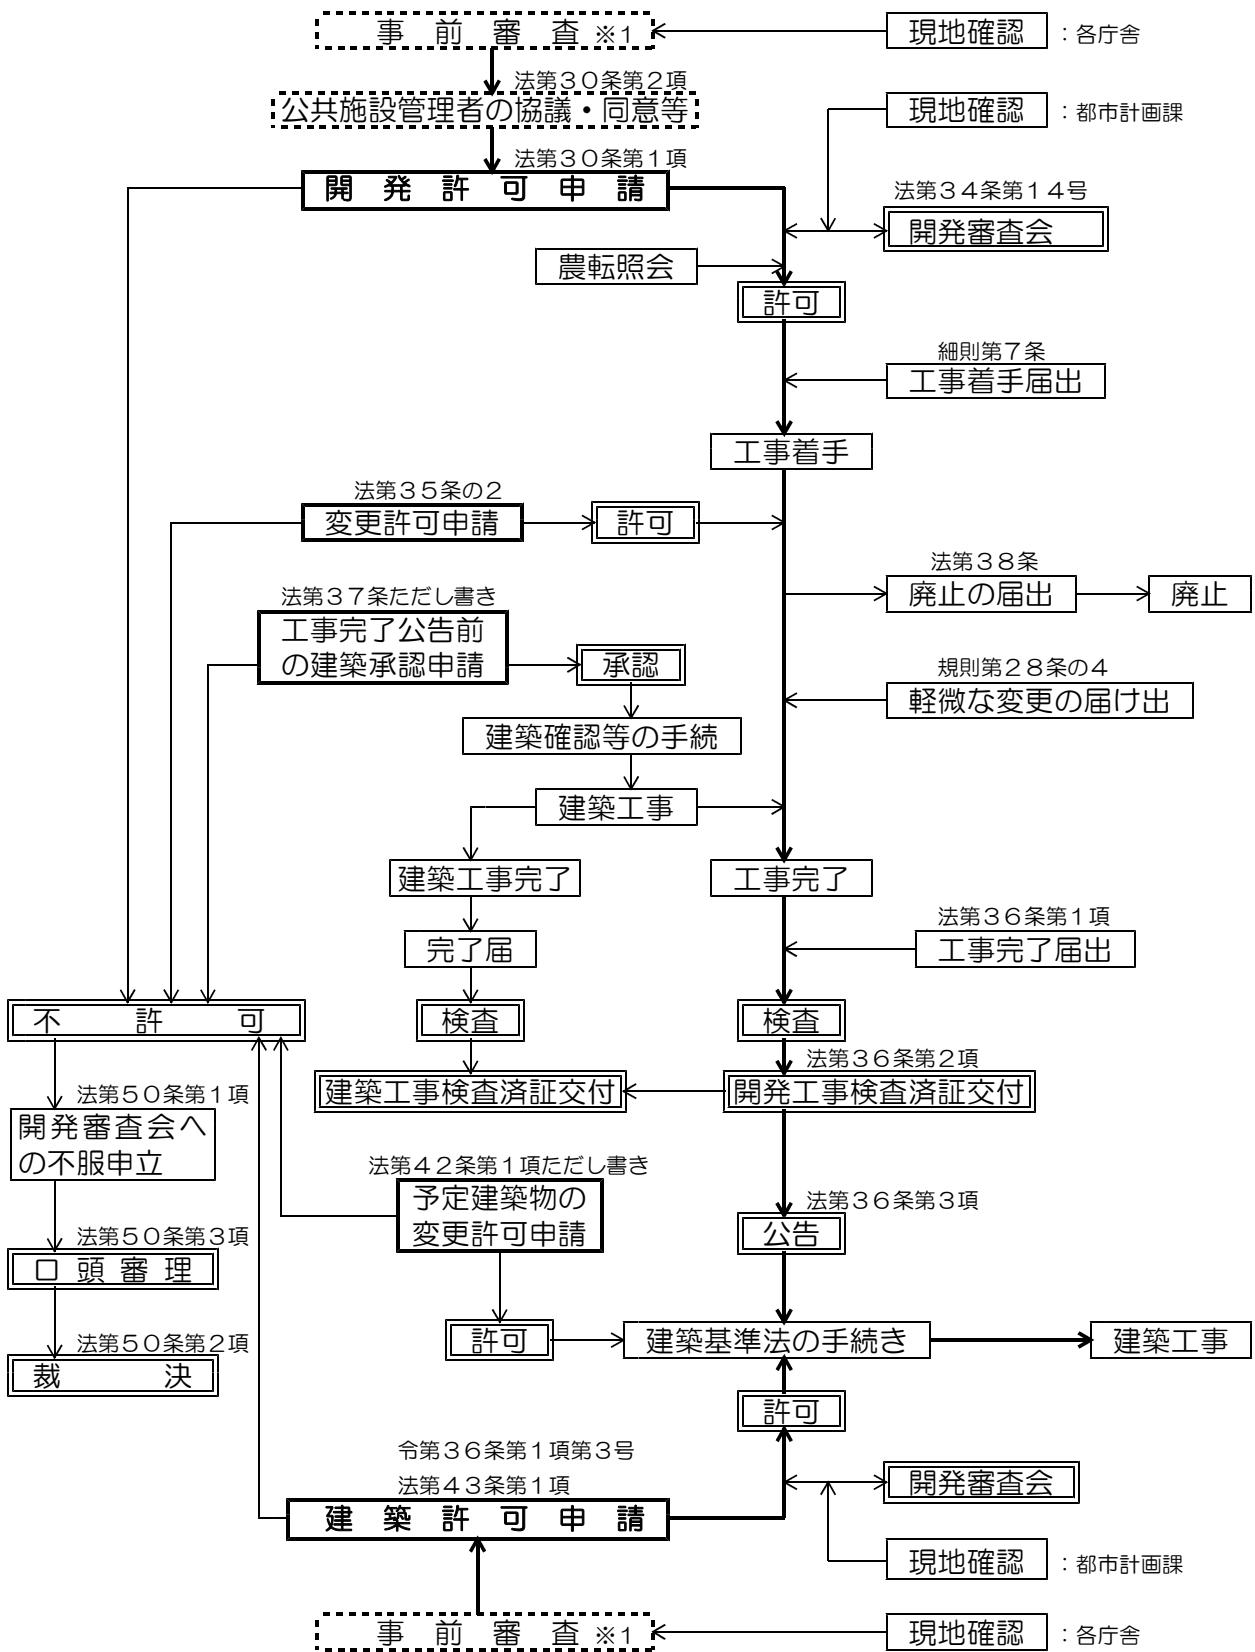 事前審査※1
現地確認
：各庁舎
法第３０条第２項
公共施設管理者の協議・同意等
現地確認
：都市計画課
法第３０条第１項
開発許可申請
法第３４条第１４号
開発審査会
農転照会
許可
細則第７条
工事着手届出
工事着手
法第３５条の２
変更許可申請
許可
法第３８条
廃止の届出
廃止
法第３７条ただし書き
工事完了公告前
の建築承認申請
承認
規則第２８条の４
軽微な変更の届け出
建築確認等の手続
建築工事
建築工事完了
工事完了
法第３６条第１項
完了届
工事完了届出
不許可
検査
検査
法第３６条第２項
建築工事検査済証交付
開発工事検査済証交付
法第５０条第１項
開発審査会へ
の不服申立
法第４２条第１項ただし書き
予定建築物の
変更許可申請
法第３６条第３項
公告
法第５０条第３項
口頭審理
許可
建築基準法の手続き
建築工事
法第５０条第２項
裁決
許可
令第３６条第１項第３号
法第４３条第１項
建築許可申請
開発審査会
現地確認
：都市計画課
事前審査※1
現地確認
：各庁舎